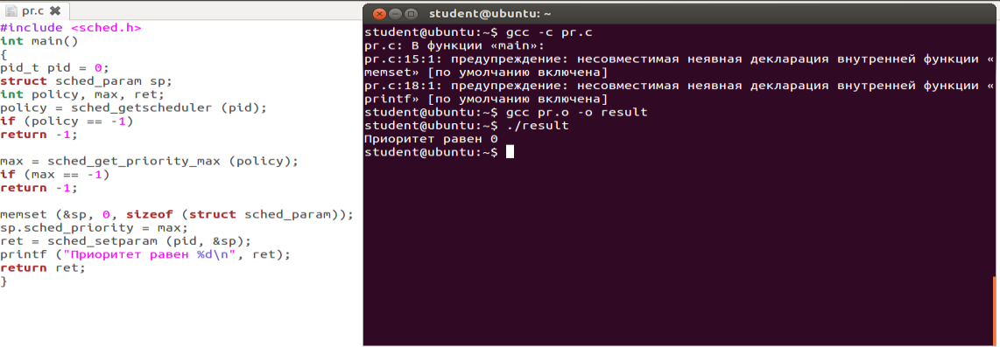 pr.c
#include <sched.h>
int main()
{
pid_t pid = 0;
struct sched_param sp;
int policy, max, ret;
policy = sched_getscheduler (pid);
if (policy == -1)
return -1;
max = sched_get_priority_max (policy);
if (max == -1)
return -1;
memset (&sp, 0, sizeof (struct sched_param));
sp.sched_priority = max;
ret = sched_setparam (pid, &sp);
printf ("Приоритет равен %d\n", ret);
return ret;
}
student@ubuntu: ~
student@ubuntu:~$ gcc -c pr.c
pr.c: В функции «main»:
pr.c:15:1: предупреждение: несовместимая неявная декларация внутренней функции «
memset» [по умолчанию включена]
pr.c:18:1: предупреждение: несовместимая неявная декларация внутренней функции «
printf» [по умолчанию включена]
student@ubuntu:~$ gcc pr.o -o result
student@ubuntu:~$ ./result
Приоритет равен 0
student@ubuntu:~$